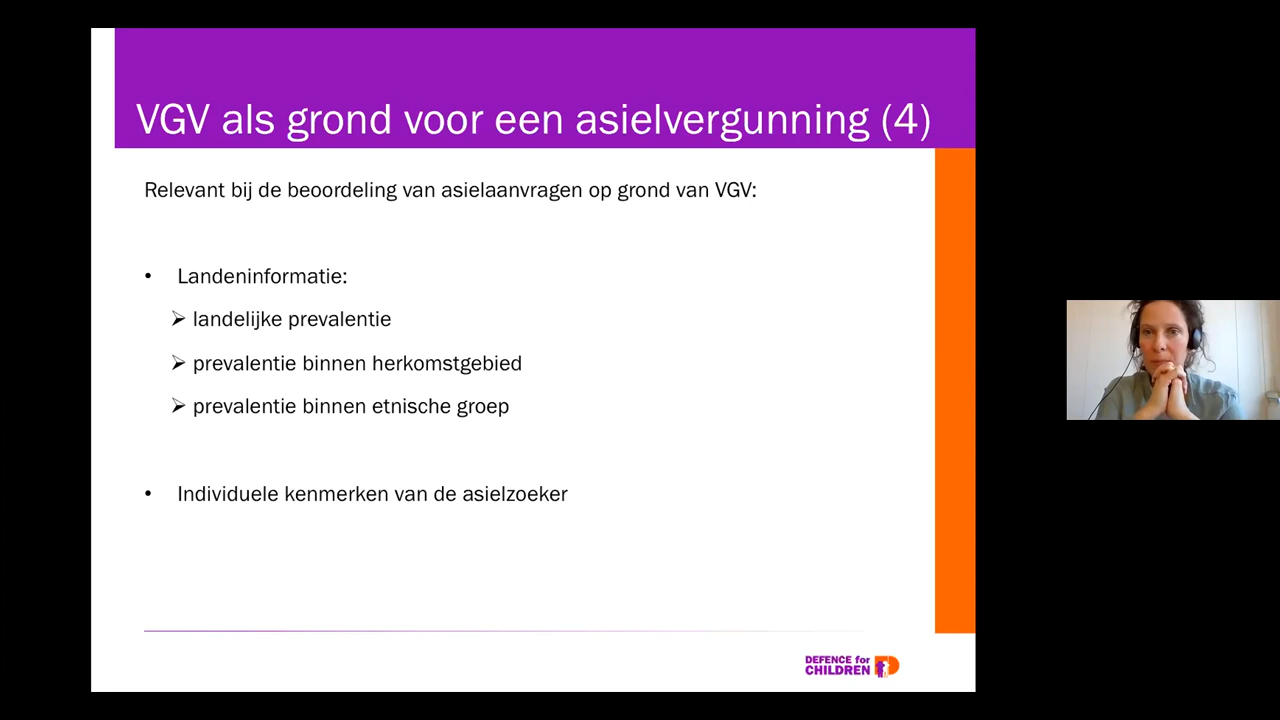 VGV als grond voor een asielvergunning (4)
Relevant bij de beoordeling van asielaanvragen op grond van VGV:
• Landeninformatie:
➢ landelijke prevalentie
➢ prevalentie binnen herkomstgebied
➢ prevalentie binnen etnische groep
• Individuele kenmerken van de asielzoeker
DEFENCE for
CHILDREN